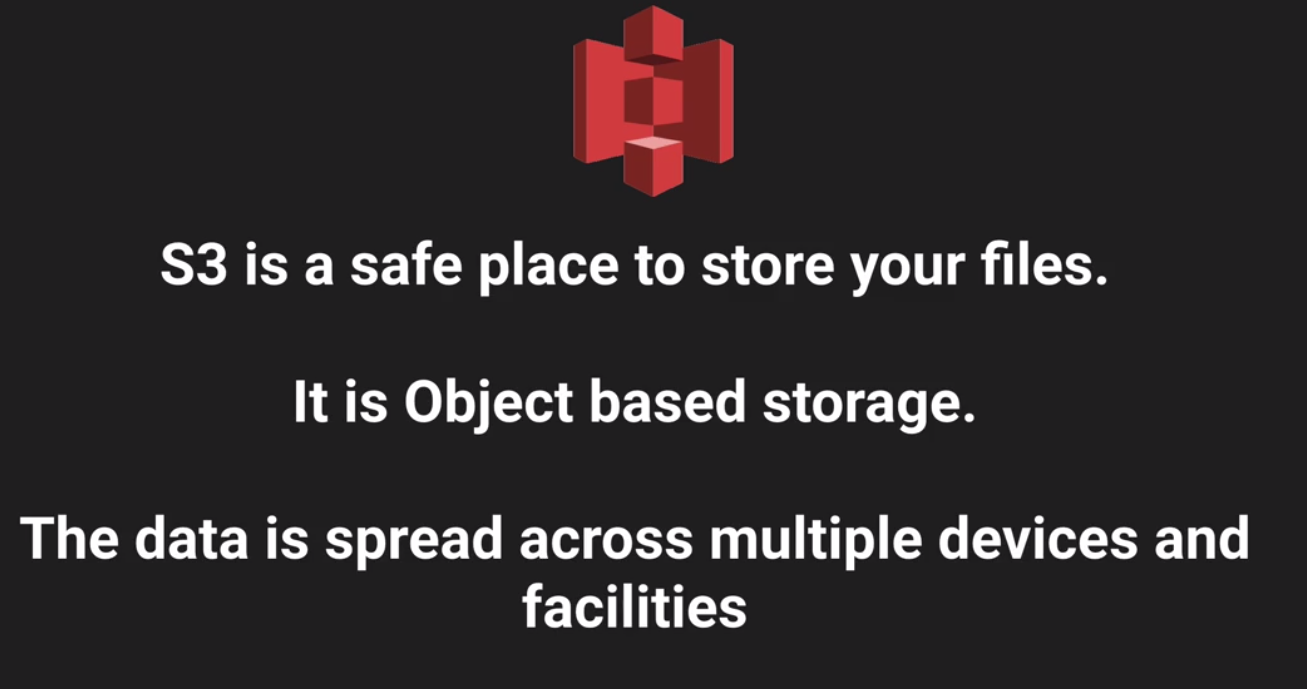 S3 is a safe place to store your files.
It is Object based storage.
The data is spread across multiple devices and
facilities